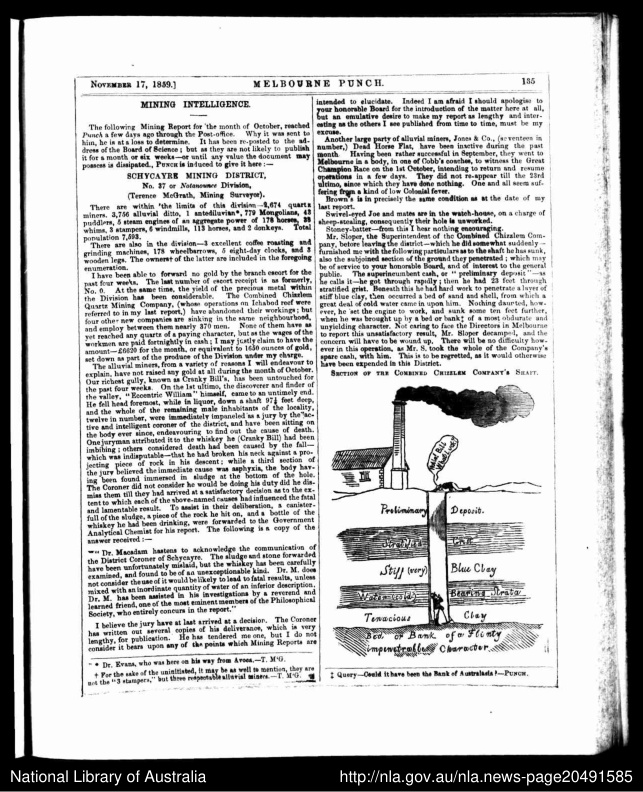 NOVEMBER 17, 1859.]
MELBOURNE PUNCH.
135
MINING INTELLIGENCE.
The following Mining Report for the month of October, reached
Punch a few days ago through the Post-office. Why it was sent to
him, he is at a loss to determine. It has been re-posted to the ad-
dress of the Board of Science; but as they are not likely to publish
it for a month or six weeks—or until any value the document may
possess is dissipated, PUNCH is induced to give it here:—
SCHYCAYRE MINING DISTRICT,
No. 37 or Notanounce Division,
(Terence McGrath, Mining Surveyor).
There are within the limits of this division—3,674 quartz
miners. 3,756 alluvial ditto, 1 antediluvian*, 779 Mongolians, 43
puddlers, 5 steam engines of an aggregate power of 178 horses, 38
whims, 3 stampers, 6 windmills, 113 horses, and 2 donkeys. Total
population 7,593.
There are also in the division—3 excellent coffee roasting and
grinding machines, 178 wheelbarrows, 5 eight-day clocks, and 3
wooden legs. The owners of the latter are included in the foregoing
enumeration.
I have been able to forward no gold by the branch escort for the
past four weeks. The last number of escort receipt is as formerly,
No. 0. At the same time, the yield of the precious metal within
the Division has been considerable. The Combined Chizlem
Quartz Mining Company, (whose operations on Ichabod reef were
referred to in my last report,) have abandoned their workings; but
four other new companies are sinking in the same neighbourhood,
and employ between them nearly 370 men. None of them have as
yet reached any quartz of a paying character, but as the wages of the
workmen are paid fortnightly in cash; I may justly claim to have the
amount—£6620 for the month, or equivalent to 1650 ounces of gold,
set down as part of the produce of the Division under my charge.
The alluvial miners, from a variety of reasons I will endeavour to
explain, have not raised any gold at all during the month of October.
Our richest gully, known as Cranky Bill's, has been untouched for
the past four weeks. On the 1st ultimo, the discoverer and finder of
the valley, "Eccentric William" himself, came to an untimely end.
He fell head foremost, while in liquor, down a shaft 97½ feet deep,
and the whole of the remaining male inhabitants of the locality,
twelve in number, were immediately impaneled as a jury by the ac-
tive and intelligent coroner of the district, and have been sitting on
the body ever since, endeavouring to find out the cause of death.
One juryman attributed it to the whiskey he (Cranky Bill) had been
imbibing; others considered death had been caused by the fall—
which was indisputable—that he had broken his neck against a pro-
jecting piece of rock in his descent; while a third section of
the jury believed the immediate cause was asphyxia, the body hav-
ing been found immersed in sludge at the bottom of the hole.
The Coroner did not consider he would be doing his duty did he dis-
miss them till they had arrived at a satisfactory decision as to the ex-
tent to which each of the above-named causes had influenced the fatal
and lamentable result. To assist in their deliberation, a canister-
full of the sludge, a piece of the rock he hit on, and a bottle of the
whiskey he had been drinking, were forwarded to the Government
Analytical Chemist for his report. The following is a copy of the
answer received:—
"Dr. Macadam hastens to acknowledge the communication of
the District Coroner of Schycayre. The sludge and stone forwarded
have been unfortunately mislaid, but the whiskey has been carefully
examined, and found to be of an unexceptionable kind. Dr. M. does
not consider the use of it would be likely to lead to fatal results, unless
mixed with an inordinate quantity of water of an inferior description.
Dr. M. has been assisted in his investigations by a reverend and
learned friend, one of the most eminent members of the Philosophical
Society, who entirely concurs in the report."
I believe the jury have at last arrived at a decision. The Coroner
has written out several copies of his deliverance, which is very
lengthy, for publication. He has tendered me one, but I do not
consider it bears upon any of the points which Mining Reports are
* Dr. Evans, who was here on his way from Avoca.—T. M'G.
† For the sake of the uninitiated, it may be as well to mention, they are
not the "3 stampers," but three respectable alluvial miners.—T. M'G.
intended to elucidate. Indeed I am afraid I should apologise to
your honorable Board for the introduction of the matter here at all,
but an emulative desire to make my report as lengthy and inter-
esting as the others I see published from time to time, must be my
excuse.
Another large party of alluvial miners, Jones & Co., (seventeen in
number,) Dead Horse Flat, have been inactive during the past
month. Having been rather successful in September, they went to
Melbourne in a body, in one of Cobb's coaches, to witness the Great
Champion Race on the 1st October, intending to return and resume
operations in a few days. They did not re-appear till the 23rd
ultimo, since which they have done nothing. One and all seem suf-
fering from a kind of low Colonial fever.
Brown's is in precisely the same condition as at the date of my
last report.
Swivel-eyed Joe and mates are in the watch-house, on a charge of
sheep-stealing, consequently their hole is unworked.
Stoney-batter—from this I hear nothing encouraging.
Mr. Sloper, the Superintendent of the Combined Chizlem Com-
pany, before leaving the district—which he did somewhat suddenly—
furnished me with the following particulars as to the shaft he has sunk,
also the subjoined section of the ground they penetrated; which may
be of service to your honorable Board, and of interest to the general
public. The superincumbent cash, or "preliminary deposit"—as
he calls it—he got through rapidly; then he had 23 feet through
stratified grist. Beneath this he had hard work to penetrate a layer of
stiff blue clay, then occurred a bed of sand and shell, from which a
great deal of cold water came in upon him. Nothing daunted, how-
ever, he set the engine to work, and sunk some ten feet further,
when he was brought up by a bed or bank‡ of a most obdurate and
unyielding character. Not caring to face the Directors in Melbourne
to report this unsatisfactory result, Mr. Sloper decamped, and the
concern will have to be wound up. There will be no difficulty how-
ever in this operation, as Mr. S. took the whole of the Company's
spare cash, with him. This is to be regretted, as it would otherwise
have been expended in this District.
SECTION OF THE COMBINED CHIZLEM COMPANY'S SHAFT.
Bill
Preliminary Deposit.
Stratified Grit
Stiff (very) Blue Clay
Water Bearing Strata
Tenacious Clay
Bed or Bank of a Flinty
impenetrable Character
‡ Query—Could it have been the Bank of Australasia?—PUNCH.
National Library of Australia
http://nla.gov.au/nla.news-page20491585